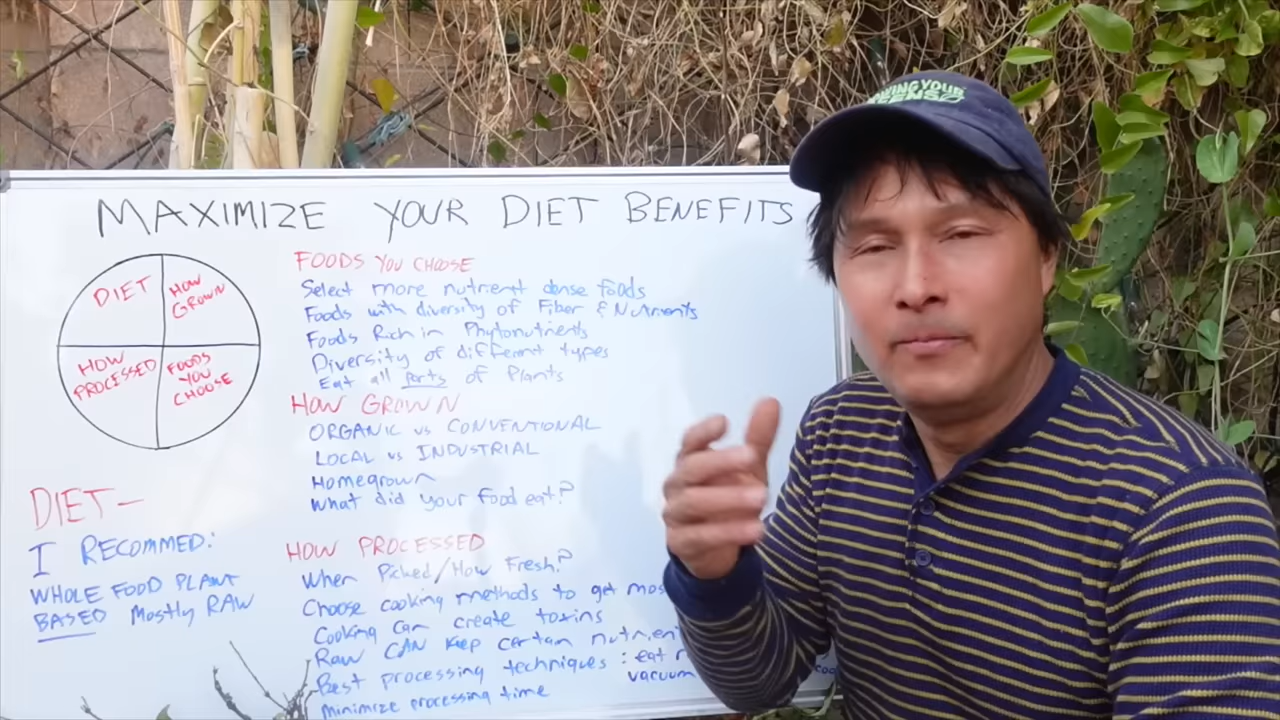 MAXIMIZE YOUR DIET BENEFITS
DIET
HOW
GROWN
HOW
PROCESSED
FOODS
YOU
CHOOSE
DIET—
I RECOMMED:
WHOLE FOOD PLANT
BASED MOSTLY RAW
FOODS YOU CHOOSE
Select more nutrient dense foods
Foods with diversity of Fiber & Nutrients
Foods Rich in Phytonutrients
Diversity of different types
Eat all Parts of Plants
HOW GROWN
ORGANIC vs CONVENTIONAL
LOCAL vs INDUSTRIAL
Homegrown
What did your food eat?
HOW PROCESSED
When Picked/How Fresh?
Choose cooking methods to get mos
Cooking can create toxins
Raw CAN Keep certain nutrien
Best processing techniques : eat r
vacuum
minimize processing time